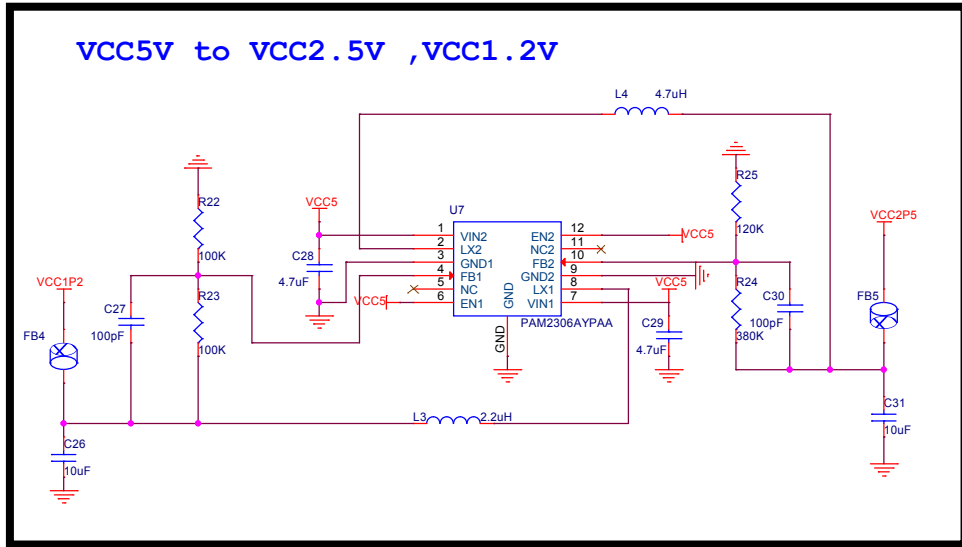 VCC5V to VCC2.5V ,VCC1.2V
L4 4.7uH
R25
R22
U7
120K
VCC5
VCC2P5
1 VIN2 EN2 12 VCC5
2 LX2 NC2 11
3 GND1 FB2 10
4 FB1 GND2 9
5 NC LX1 8
6 EN1 VIN1 7
GND
GND
PAM2306AYPAA
100K
C28
4.7uF
VCC5
VCC5
VCC1P2
C27
100pF
R23
100K
FB4
C29
4.7uF
R24
380K
C30
100pF
FB5
L3 2.2uH
C26
10uF
C31
10uF